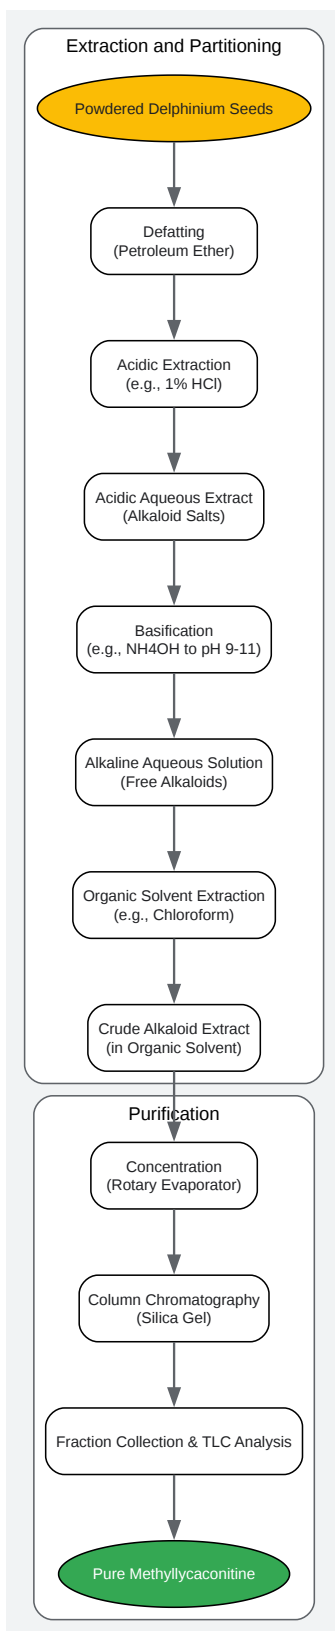 Extraction and Partitioning
Powdered Delphinium Seeds
Defatting
(Petroleum Ether)
Acidic Extraction
(e.g., 1% HCl)
Acidic Aqueous Extract
(Alkaloid Salts)
Basification
(e.g., NH4OH to pH 9-11)
Alkaline Aqueous Solution
(Free Alkaloids)
Organic Solvent Extraction
(e.g., Chloroform)
Crude Alkaloid Extract
(in Organic Solvent)
Purification
Concentration
(Rotary Evaporator)
Column Chromatography
(Silica Gel)
Fraction Collection & TLC Analysis
Pure Methyllycaconitine